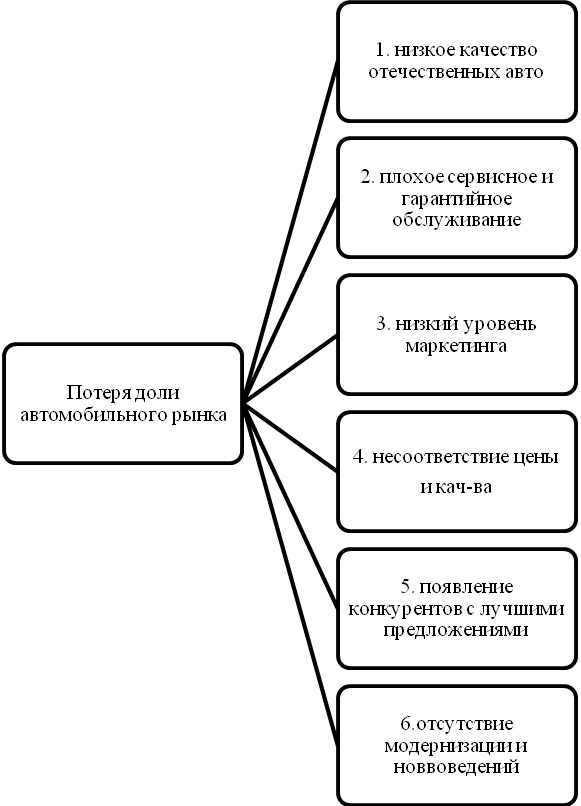 1. низкое качество
отечественных авто
2. плохое сервисное и
гарантийное
обслуживание
3. низкий уровень
маркетинга
Потеря доли
автомобильного рынка
4. несоответствие цены
и кач-ва
5. появление
конкурентов с лучшими
предложениями
6.отсутствие
модернизации и
новвоведений